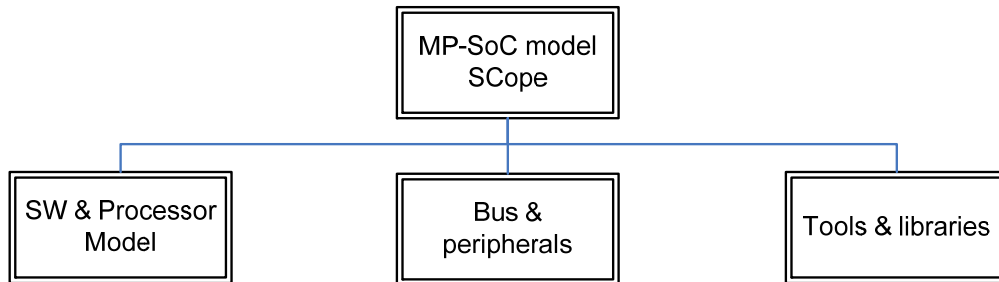 MP-SoC model
SCope
SW & Processor
Model
Bus &
peripherals
Tools & libraries